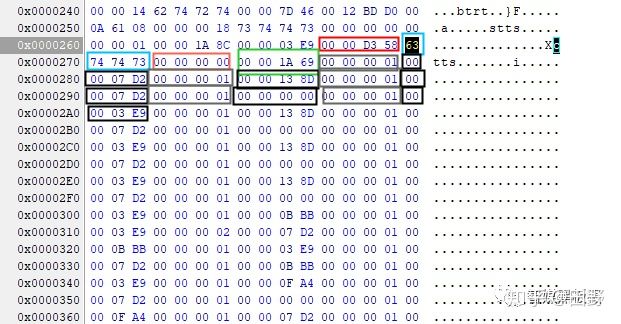 0x0000240 00 00 14 62 74 72 74 00 00 7D 46 00 12 BD D0 00 ...btrt..}F.....
0x0000250 0A 61 08 00 00 00 18 73 74 74 73 00 00 00 00 00 .a.....stts.....
0x0000260 00 00 01 00 00 1A 8C 00 00 03 E9 00 00 D3 58 63 ..............Xc
0x0000270 74 74 73 00 00 00 00 00 00 1A 69 00 00 00 01 00 tts.......i.....
0x0000280 00 07 D2 00 00 00 01 00 00 13 8D 00 00 00 01 00 ................
0x0000290 00 07 D2 00 00 00 01 00 00 00 00 00 00 00 01 00 ................
0x00002A0 00 03 E9 00 00 00 01 00 00 13 8D 00 00 00 01 00 ................
0x00002B0 00 07 D2 00 00 00 01 00 00 00 00 00 00 00 01 00 ................
0x00002C0 00 03 E9 00 00 00 01 00 00 13 8D 00 00 00 01 00 ................
0x00002D0 00 07 D2 00 00 00 01 00 00 00 00 00 00 00 01 00 ................
0x00002E0 00 03 E9 00 00 00 01 00 00 13 8D 00 00 00 01 00 ................
0x00002F0 00 07 D2 00 00 00 01 00 00 00 00 00 00 00 01 00 ................
0x0000300 00 03 E9 00 00 00 01 00 00 0B BB 00 00 00 01 00 ................
0x0000310 00 03 E9 00 00 00 02 00 00 07 D2 00 00 00 01 00 ................
0x0000320 00 0B BB 00 00 00 01 00 00 03 E9 00 00 00 01 00 ................
0x0000330 00 07 D2 00 00 00 01 00 00 0B BB 00 00 00 01 00 ................
0x0000340 00 03 E9 00 00 00 01 00 00 0F A4 00 00 00 01 00 ................
0x0000350 00 07 D2 00 00 00 01 00 00 00 00 00 00 00 01 00 ................
0x0000360 00 0F A4 00 00 00 01 00 00 07 D2 00 00 00 01 00 ................